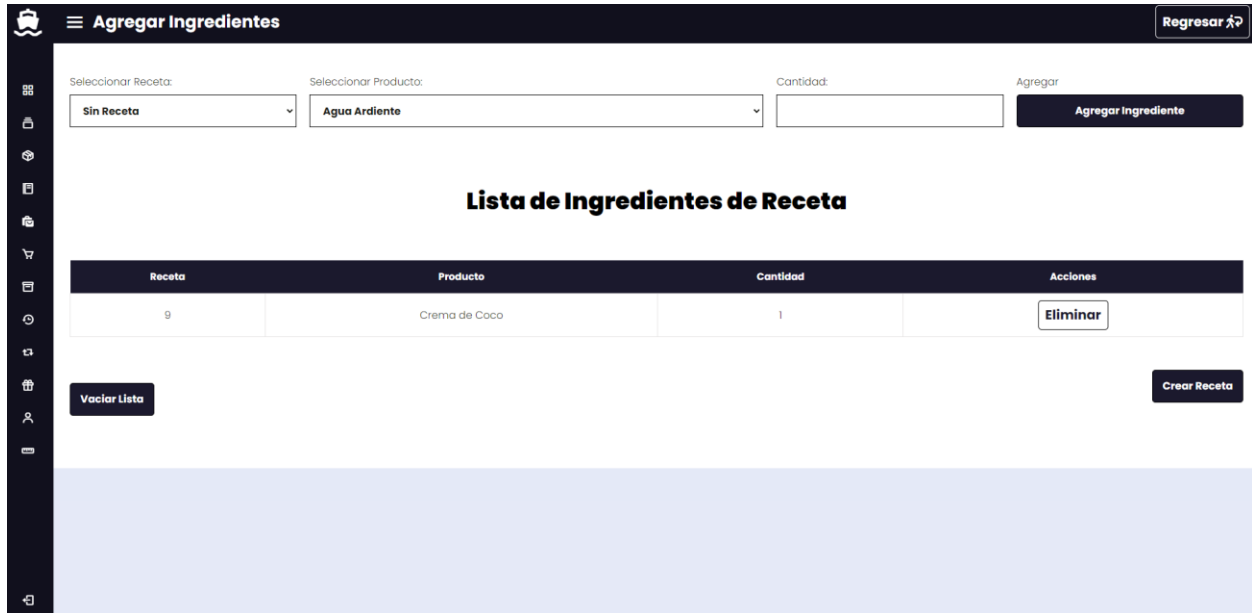 Agregar Ingredientes
Regresar
Seleccionar Receta:
Seleccionar Producto:
Cantidad:
Agregar
Sin Receta
Agua Ardiente
Agregar Ingrediente
Lista de Ingredientes de Receta
Receta
Producto
Cantidad
Acciones
9
Crema de Coco
1
Eliminar
Vaciar Lista
Crear Receta